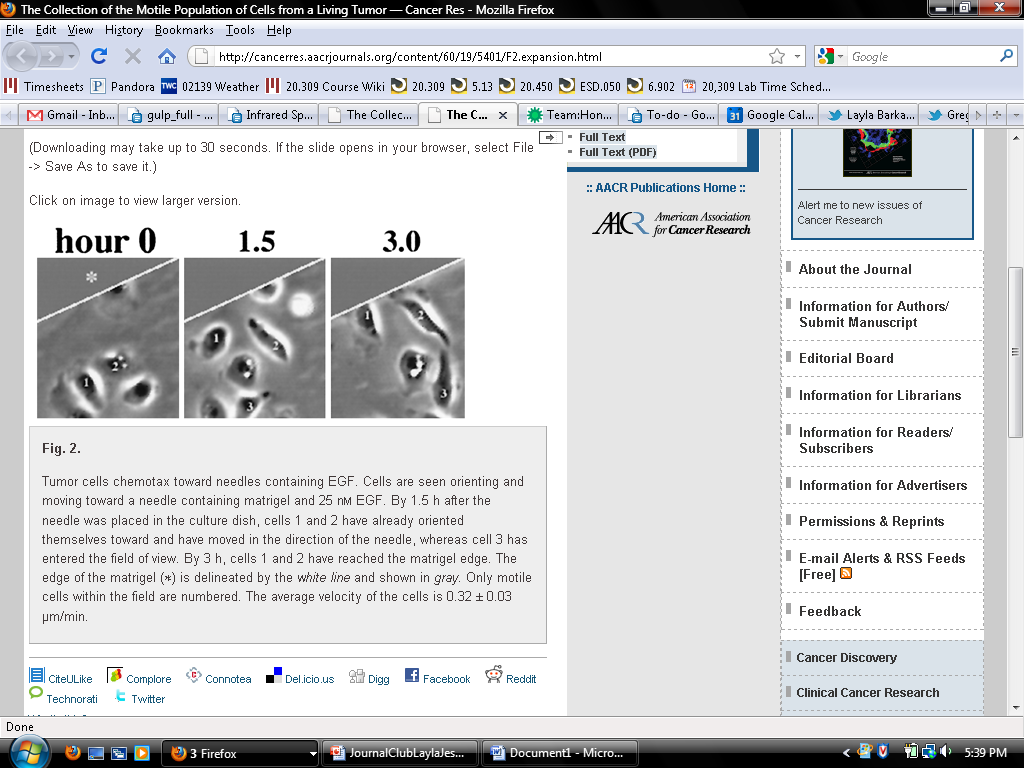 The Collection of the Motile Population of Cells from a Living Tumor — Cancer Res - Mozilla Firefox
File Edit View History Bookmarks Tools Help
http://cancerres.aacrjournals.org/content/60/19/5401/F2.expansion.html
Google
Timesheets Pandora TWC 02139 Weather 20.309 Course Wiki 20.309 5.13 20.450 ESD.050 6.902 20,309 Lab Time Sched...
Gmail - Inb... gulp_full - ... Infrared Sp... The Collec... The C... Team:Hon... To-do - Go... 31 Google Cal... Layla Barka... Greg
(Downloading may take up to 30 seconds. If the slide opens in your browser, select File
-> Save As to save it.)
Click on image to view larger version.
hour 0 1.5 3.0
*
1 2 1 2 3 1 2 3
Fig. 2.
Tumor cells chemotax toward needles containing EGF. Cells are seen orienting and
moving toward a needle containing matrigel and 25 nM EGF. By 1.5 h after the
needle was placed in the culture dish, cells 1 and 2 have already oriented
themselves toward and have moved in the direction of the needle, whereas cell 3 has
entered the field of view. By 3 h, cells 1 and 2 have reached the matrigel edge. The
edge of the matrigel (*) is delineated by the white line and shown in gray. Only motile
cells within the field are numbered. The average velocity of the cells is 0.32 ± 0.03
μm/min.
CiteULike Complore Connotea Del.icio.us Digg Facebook Reddit
Technorati Twitter
Full Text
Full Text (PDF)
:: AACR Publications Home ::
AACR American Association
for Cancer Research
Alert me to new issues of
Cancer Research
About the Journal
Information for Authors/
Submit Manuscript
Editorial Board
Information for Librarians
Information for Readers/
Subscribers
Information for Advertisers
Permissions & Reprints
E-mail Alerts & RSS Feeds
[Free]
Feedback
Cancer Discovery
Clinical Cancer Research
Done
3 Firefox JournalClubLaylaJes... Document1 - Micro... 5:39 PM